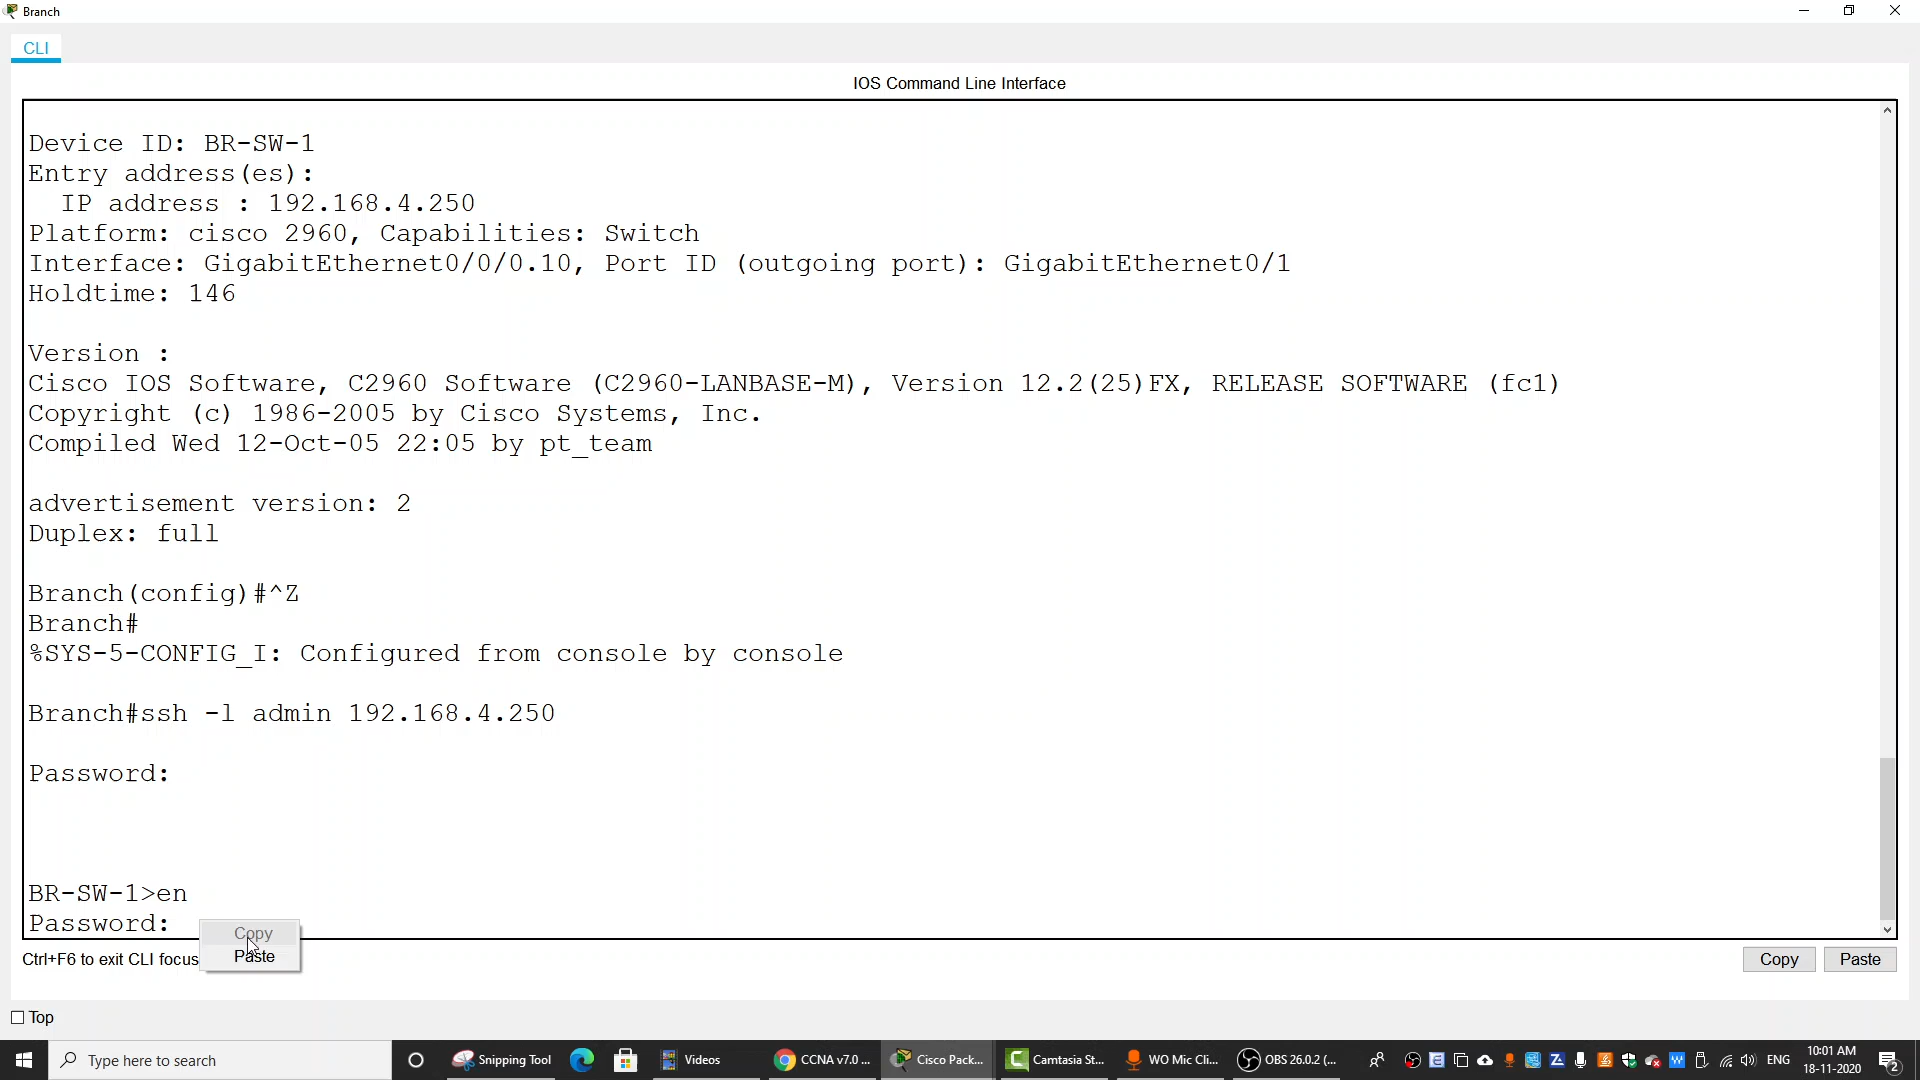 Branch
CLI
IOS Command Line Interface
Device ID: BR-SW-1
Entry address(es):
IP address : 192.168.4.250
Platform: cisco 2960, Capabilities: Switch
Interface: GigabitEthernet0/0/0.10, Port ID (outgoing port): GigabitEthernet0/1
Holdtime: 146
Version :
Cisco IOS Software, C2960 Software (C2960-LANBASE-M), Version 12.2(25)FX, RELEASE SOFTWARE (fc1)
Copyright (c) 1986-2005 by Cisco Systems, Inc.
Compiled Wed 12-Oct-05 22:05 by pt_team
advertisement version: 2
Duplex: full
Branch(config)#^Z
Branch#
%SYS-5-CONFIG_I: Configured from console by console
Branch#ssh -l admin 192.168.4.250
Password:
BR-SW-1>en
Password:
Copy
Paste
Ctrl+F6 to exit CLI focus
Copy Paste
Top
Type here to search Snipping Tool Videos CCNA v7.0 ... Cisco Pack... Camtasia St... WO Mic Cli... OBS 26.0.2 (... ENG 10:01 AM
18-11-2020 2